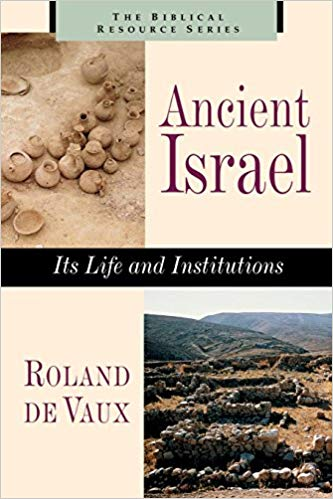 THE BIBLICAL
RESOURCE SERIES
Ancient
Israel
Its Life and Institutions
ROLAND
DE VAUX